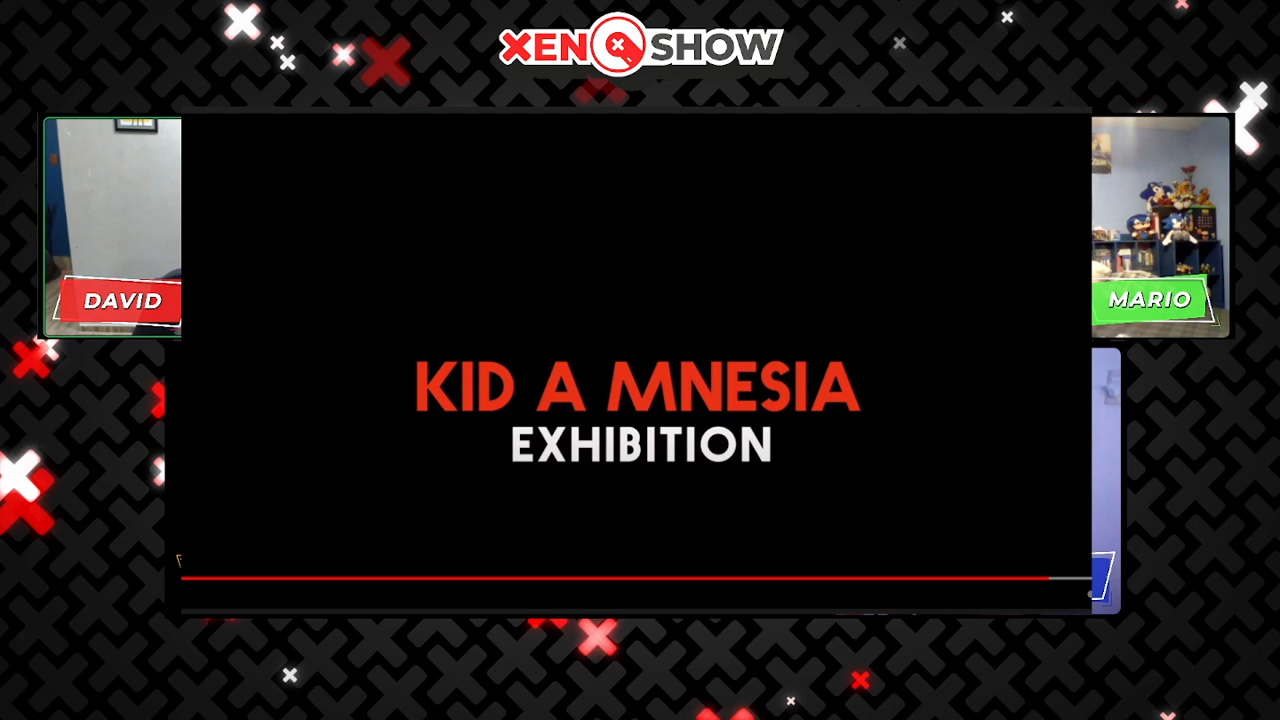 XENOSHOW
DAVID
MARIO
KID A MNESIA
EXHIBITION